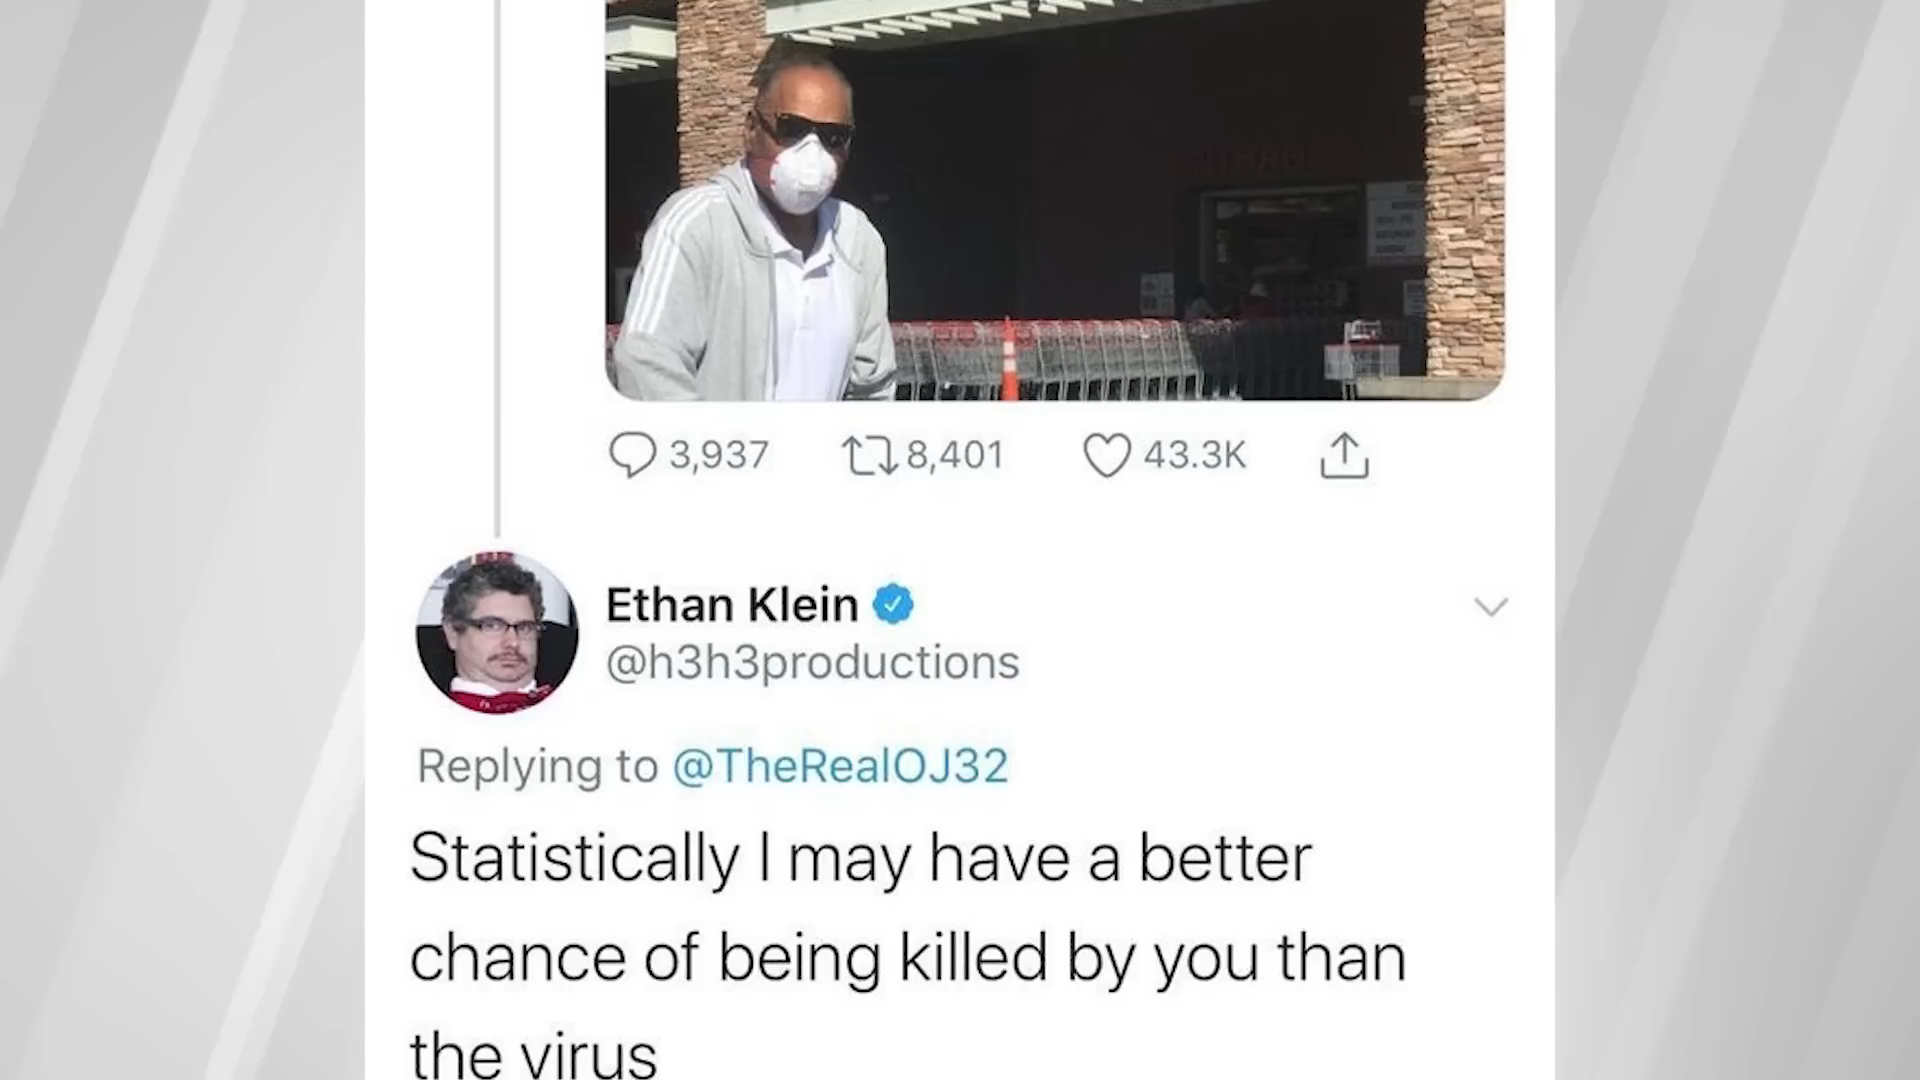 3,937 8,401 43.3K
Ethan Klein
@h3h3productions
Replying to @TheRealOJ32
Statistically I may have a better
chance of being killed by you than
the virus